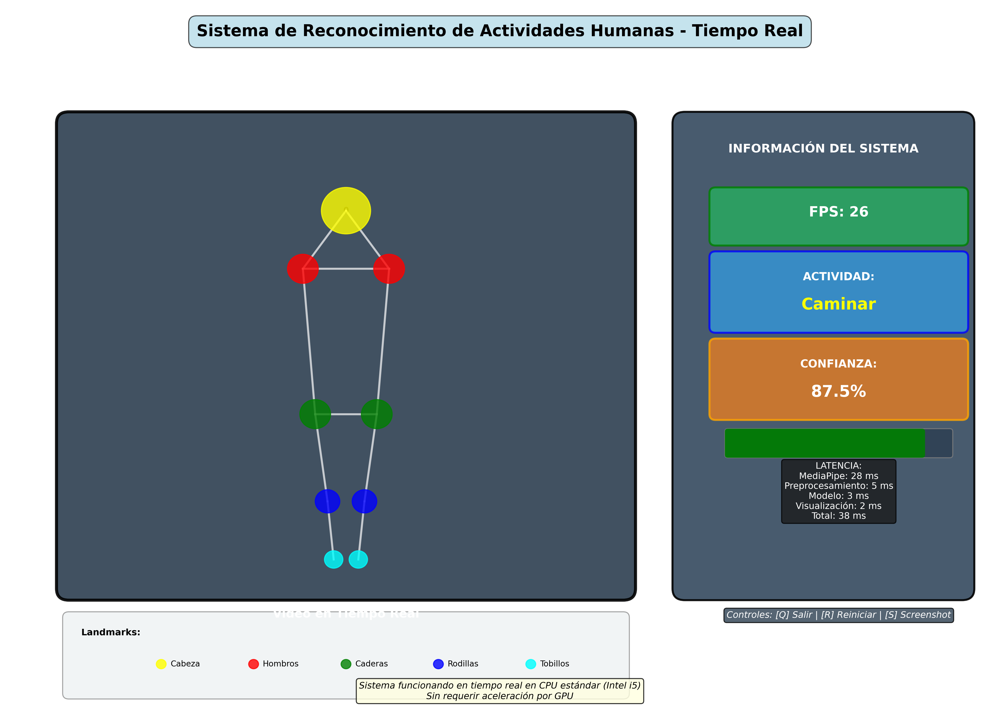 Sistema de Reconocimiento de Actividades Humanas - Tiempo Real
INFORMACIÓN DEL SISTEMA
FPS: 26
ACTIVIDAD:
Caminar
CONFIANZA:
87.5%
LATENCIA:
MediaPipe: 28 ms
Preprocesamiento: 5 ms
Modelo: 3 ms
Visualización: 2 ms
Total: 38 ms
Controles: [Q] Salir | [R] Reiniciar | [S] Screenshot
Video en Tiempo Real
Landmarks:
Cabeza
Hombros
Caderas
Rodillas
Tobillos
Sistema funcionando en tiempo real en CPU estándar (Intel i5)
Sin requerir aceleración por GPU